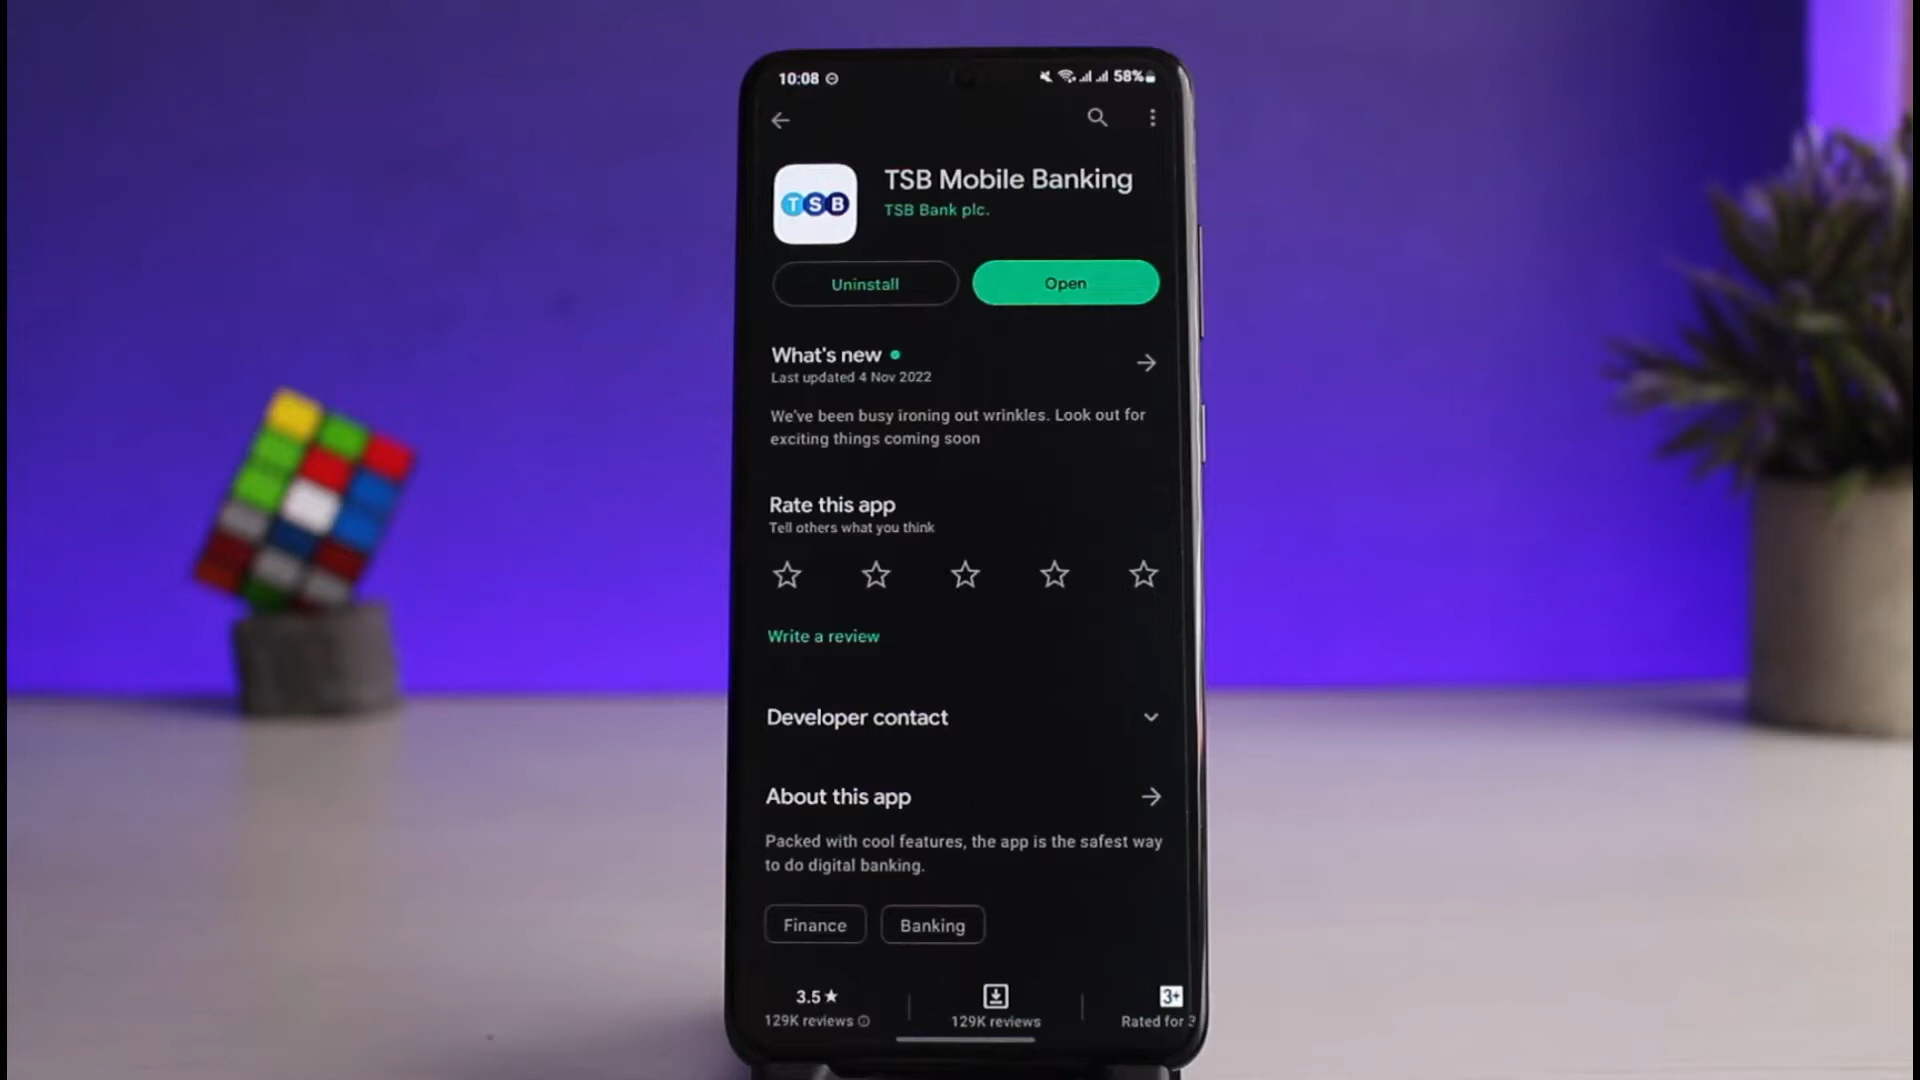 10:08
58%
TSB
TSB Mobile Banking
TSB Bank plc.
Uninstall
Open
What's new
Last updated 4 Nov 2022
We've been busy ironing out wrinkles. Look out for
exciting things coming soon
Rate this app
Tell others what you think
Write a review
Developer contact
About this app
Packed with cool features, the app is the safest way
to do digital banking.
Finance
Banking
3.5★
3+
129K reviews
129K reviews
Rated for 3